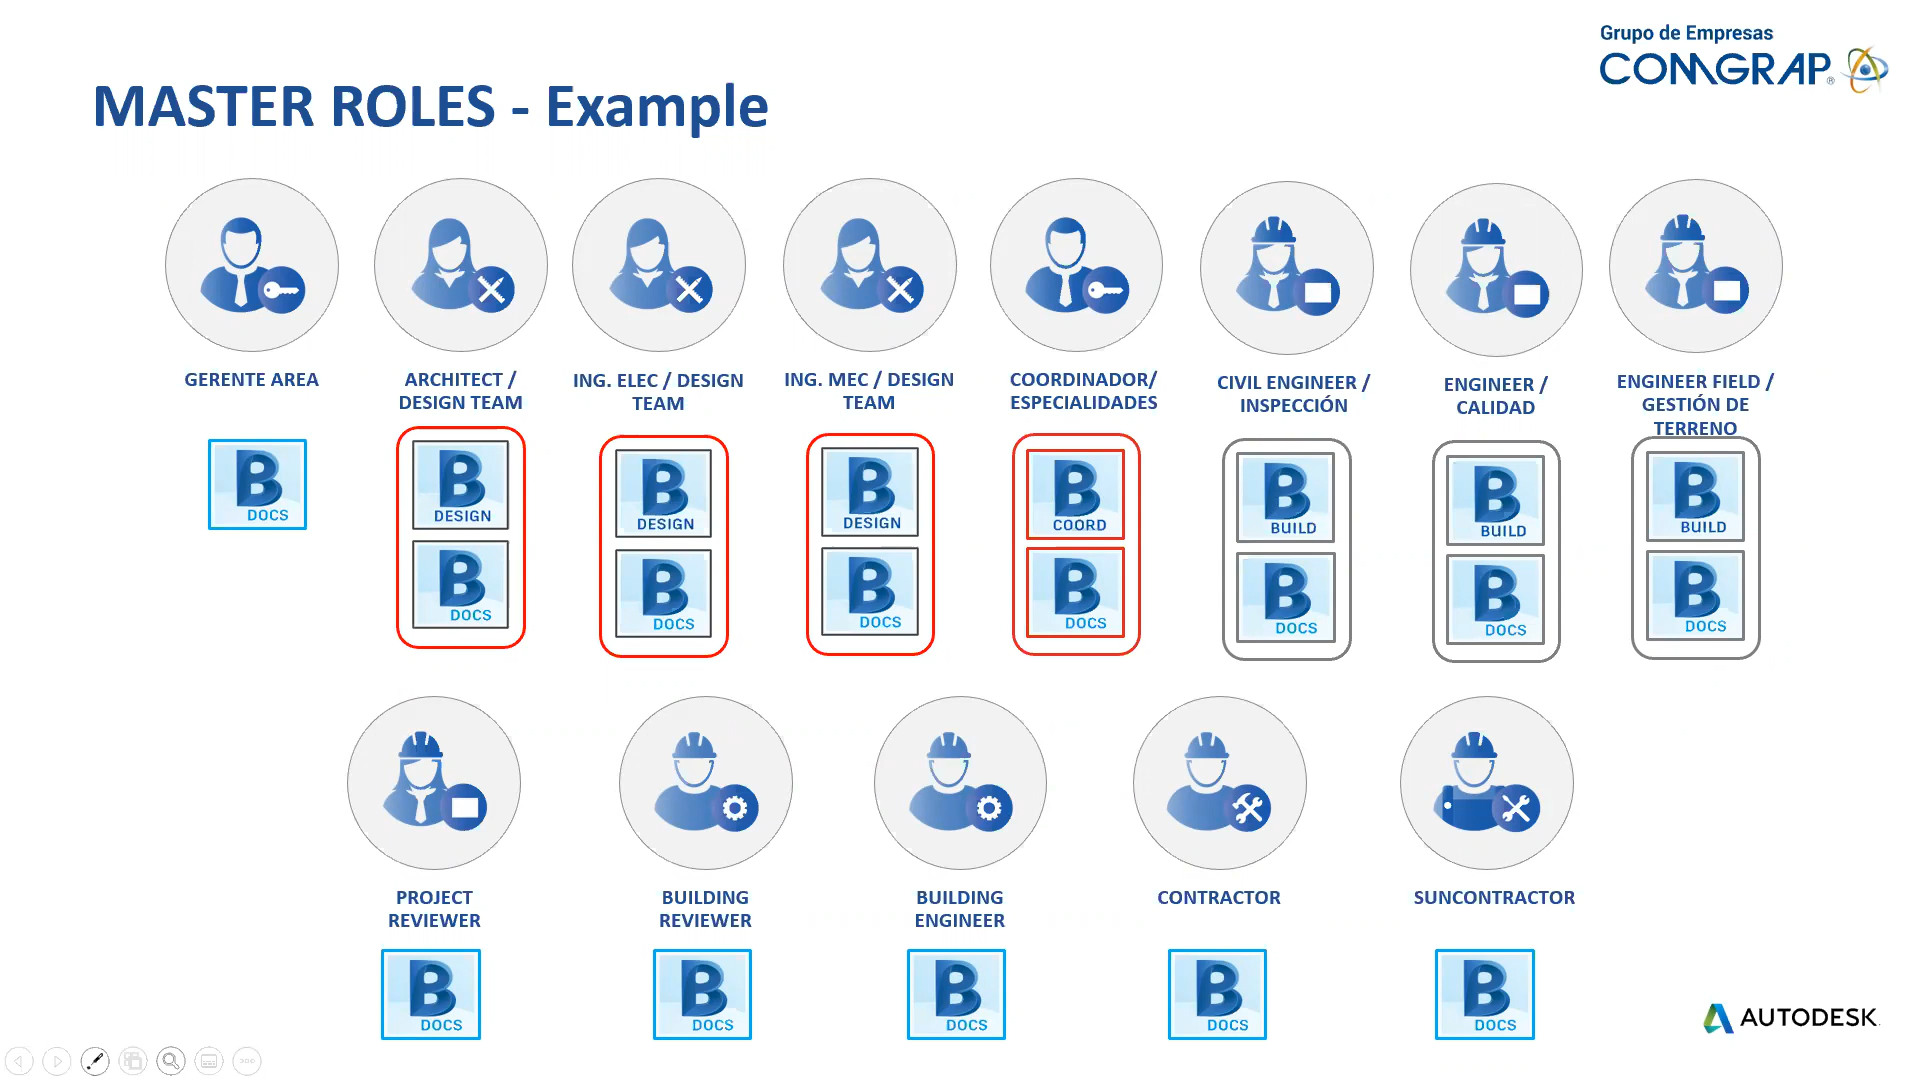 Grupo de Empresas
COMGRAP®
MASTER ROLES - Example
GERENTE AREA
ARCHITECT /
DESIGN TEAM
ING. ELEC / DESIGN
TEAM
ING. MEC / DESIGN
TEAM
COORDINADOR/
ESPECIALIDADES
CIVIL ENGINEER /
INSPECCIÓN
ENGINEER /
CALIDAD
ENGINEER FIELD /
GESTIÓN DE
TERRENO
B
DOCS
B
DESIGN
B
DOCS
B
DESIGN
B
DOCS
B
DESIGN
B
DOCS
B
COORD
B
DOCS
B
BUILD
B
DOCS
B
BUILD
B
DOCS
B
BUILD
B
DOCS
PROJECT
REVIEWER
BUILDING
REVIEWER
BUILDING
ENGINEER
CONTRACTOR
SUNCONTRACTOR
B
DOCS
B
DOCS
B
DOCS
B
DOCS
B
DOCS
AUTODESK